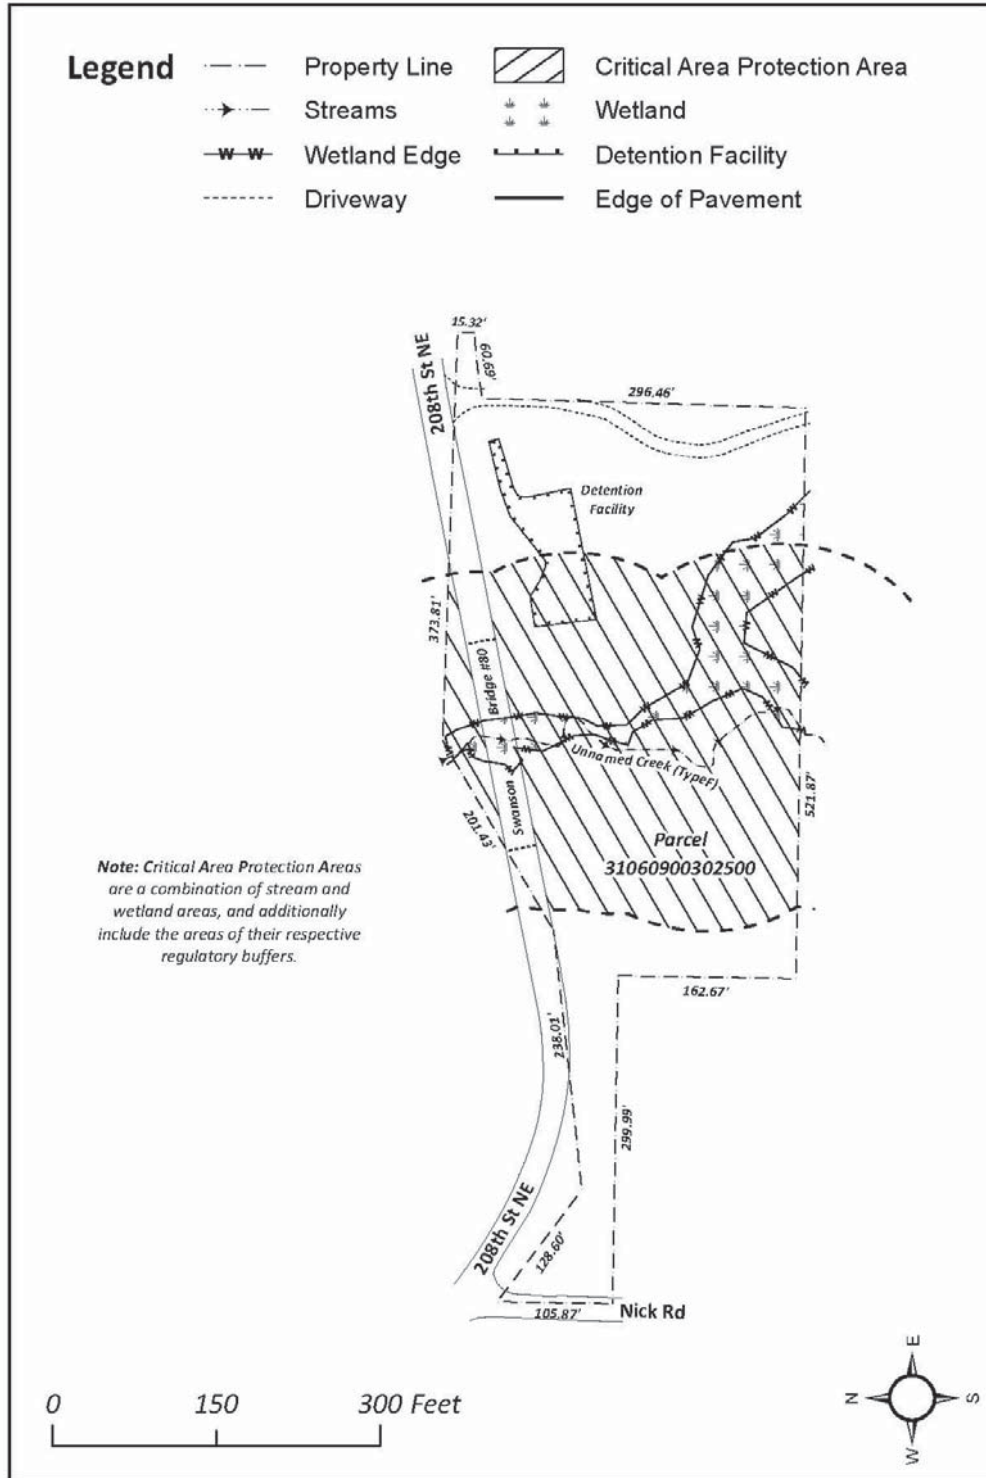 Legend
Property Line
Critical Area Protection Area
Streams
Wetland
Wetland Edge
Detention Facility
Driveway
Edge of Pavement
15.32'
60.69'
208th St NE
296.46'
Detention
Facility
373.81'
Bridge #80
Unnamed Creek (TypeF)
Swanson
201.43'
521.87'
Parcel
31060900302500
Note: Critical Area Protection Areas
are a combination of stream and
wetland areas, and additionally
include the areas of their respective
regulatory buffers.
162.67'
238.01'
299.99'
208th St NE
128.60'
105.87'
Nick Rd
0 150 300 Feet
E
N S
W